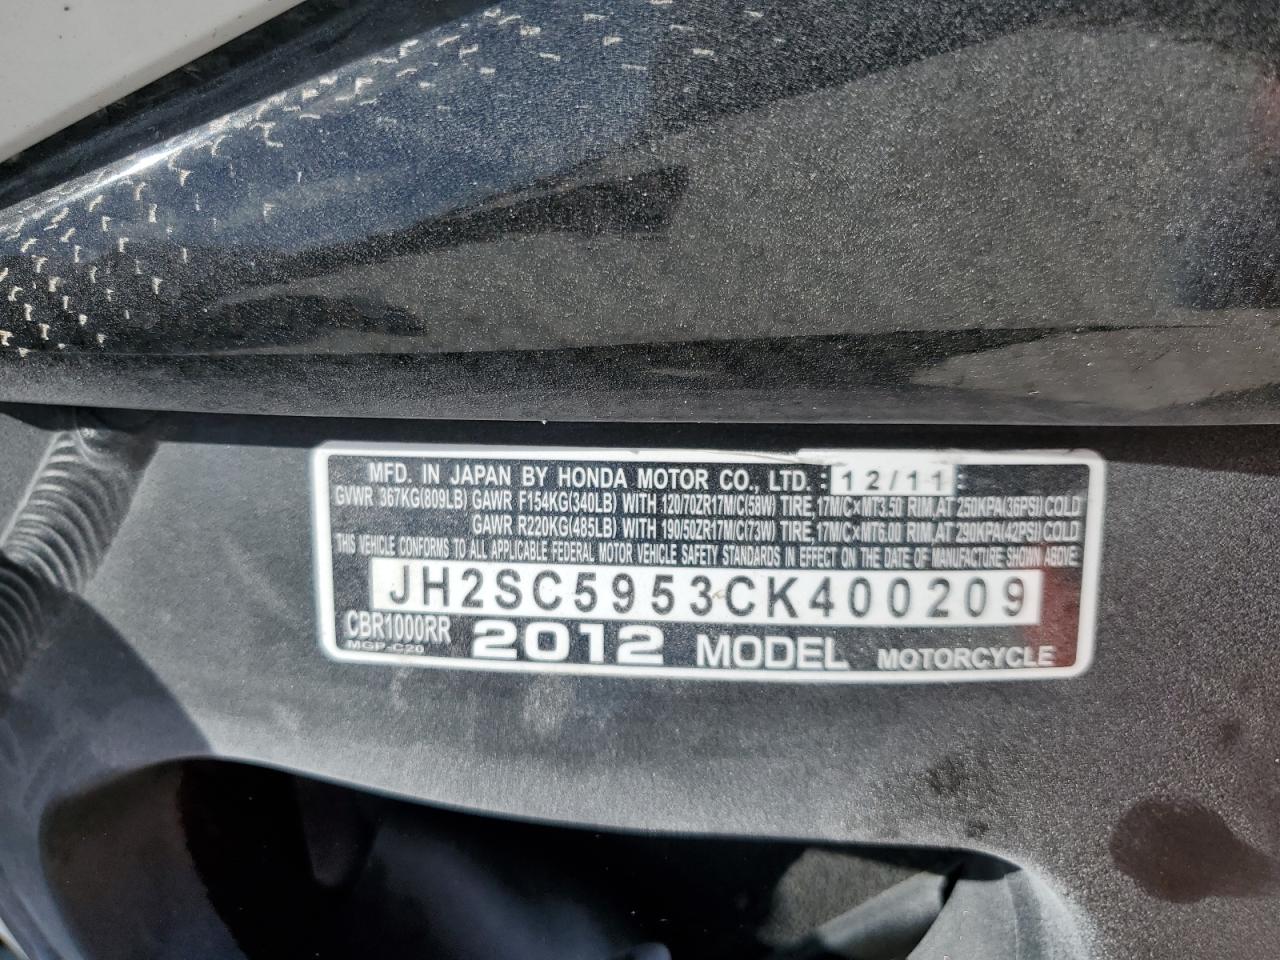 MFD. IN JAPAN BY HONDA MOTOR CO., LTD. 12/11
GVWR 367KG(809LB) GAWR F154KG(340LB) WITH 120/70ZR17M/C(58W) TIRE, 17M/C×MT3.50 RIM, AT 250KPA(36PSI) COLD
GAWR R220KG(485LB) WITH 190/50ZR17M/C(73W) TIRE, 17M/C×MT6.00 RIM, AT 290KPA(42PSI) COLD
THIS VEHICLE CONFORMS TO ALL APPLICABLE FEDERAL MOTOR VEHICLE SAFETY STANDARDS IN EFFECT ON THE DATE OF MANUFACTURE SHOWN ABOVE.
JH2SC5953CK400209
CBR1000RR 2012 MODEL MOTORCYCLE
MGP-C20